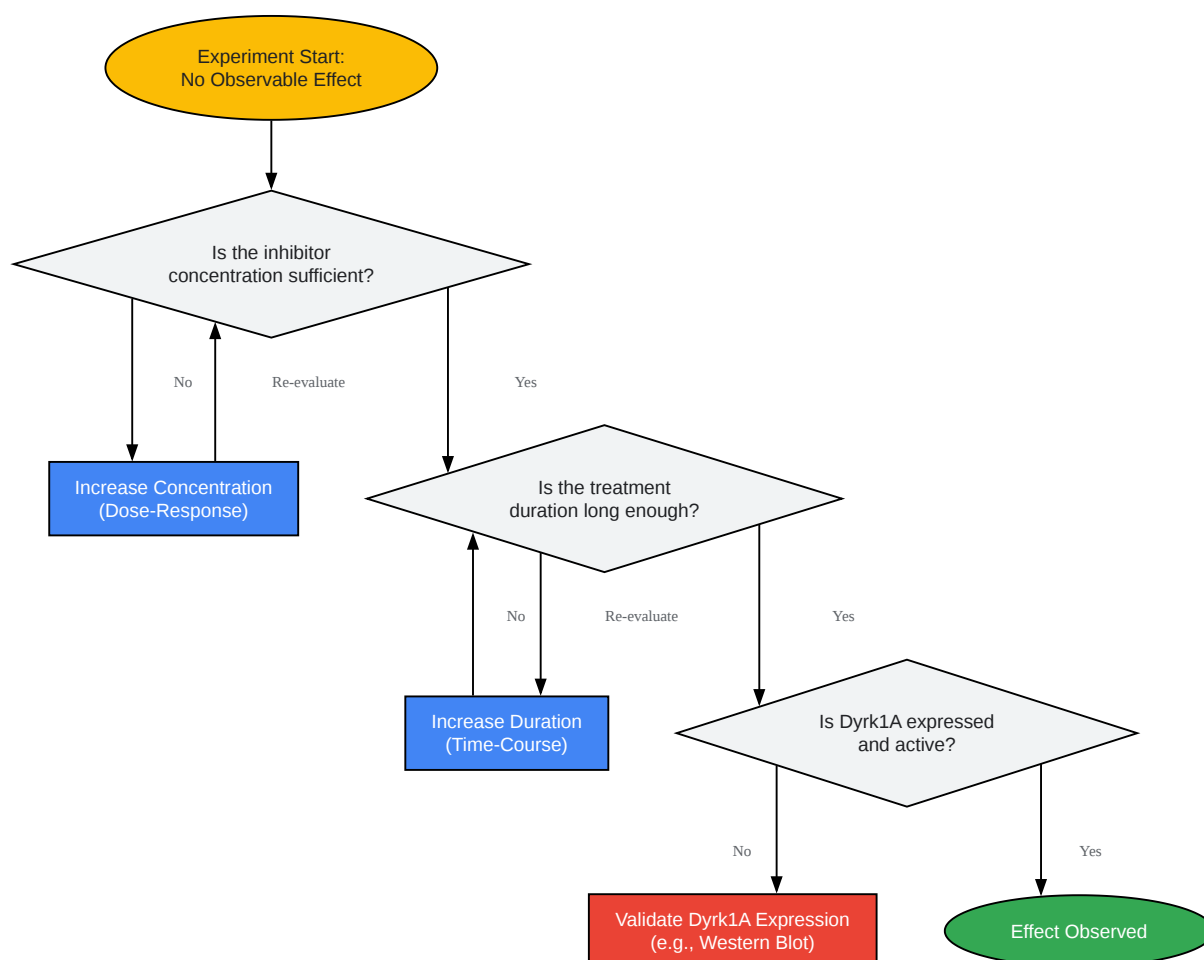 Experiment Start:
No Observable Effect
Is the inhibitor
concentration sufficient?
No
Re-evaluate
Yes
Increase Concentration
(Dose-Response)
Is the treatment
duration long enough?
No
Re-evaluate
Yes
Increase Duration
(Time-Course)
Is Dyrk1A expressed
and active?
No
Yes
Validate Dyrk1A Expression
(e.g., Western Blot)
Effect Observed